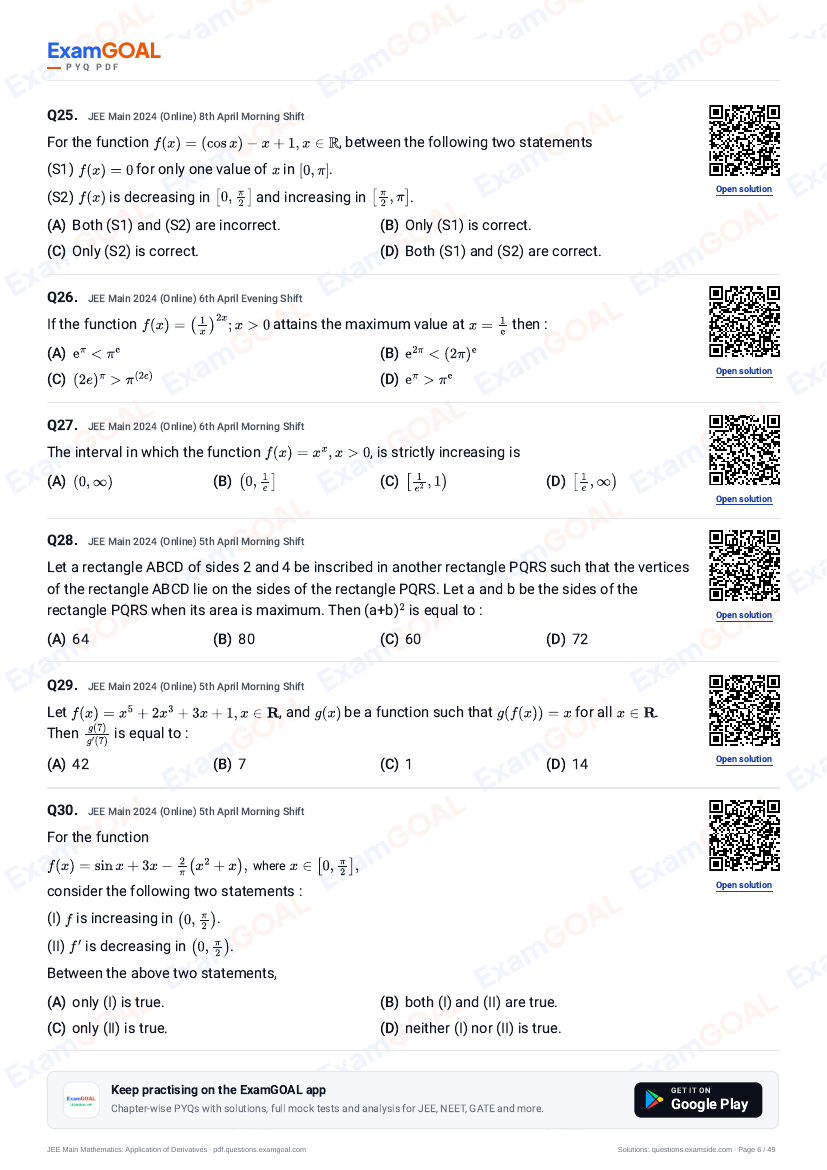 ExamGOAL
PYQ PDF
Q25. JEE Main 2024 (Online) 8th April Morning Shift
For the function f(x) = (cos x) − x + 1, x ∈ ℝ, between the following two statements
(S1) f(x) = 0 for only one value of x in [0, π].
(S2) f(x) is decreasing in [0, π/2] and increasing in [π/2, π].
(A) Both (S1) and (S2) are incorrect. (B) Only (S1) is correct.
(C) Only (S2) is correct. (D) Both (S1) and (S2) are correct.
Open solution
Q26. JEE Main 2024 (Online) 6th April Evening Shift
If the function f(x) = (1/x)^{2x}; x > 0 attains the maximum value at x = 1/e then :
(A) e^π < π^e (B) e^{2π} < (2π)^e
(C) (2e)^π > π^{(2e)} (D) e^π > π^e
Open solution
Q27. JEE Main 2024 (Online) 6th April Morning Shift
The interval in which the function f(x) = x^x, x > 0, is strictly increasing is
(A) (0, ∞) (B) (0, 1/e] (C) [1/e², 1) (D) [1/e, ∞)
Open solution
Q28. JEE Main 2024 (Online) 5th April Morning Shift
Let a rectangle ABCD of sides 2 and 4 be inscribed in another rectangle PQRS such that the vertices
of the rectangle ABCD lie on the sides of the rectangle PQRS. Let a and b be the sides of the
rectangle PQRS when its area is maximum. Then (a+b)² is equal to :
(A) 64 (B) 80 (C) 60 (D) 72
Open solution
Q29. JEE Main 2024 (Online) 5th April Morning Shift
Let f(x) = x⁵ + 2x³ + 3x + 1, x ∈ R, and g(x) be a function such that g(f(x)) = x for all x ∈ R.
Then g(7)/g′(7) is equal to :
(A) 42 (B) 7 (C) 1 (D) 14
Open solution
Q30. JEE Main 2024 (Online) 5th April Morning Shift
For the function
f(x) = sin x + 3x − 2/π (x² + x), where x ∈ [0, π/2],
consider the following two statements :
(I) f is increasing in (0, π/2).
(II) f′ is decreasing in (0, π/2).
Between the above two statements,
(A) only (I) is true. (B) both (I) and (II) are true.
(C) only (II) is true. (D) neither (I) nor (II) is true.
Open solution
Keep practising on the ExamGOAL app
Chapter-wise PYQs with solutions, full mock tests and analysis for JEE, NEET, GATE and more.
GET IT ON
Google Play
JEE Main Mathematics: Application of Derivatives · pdf.questions.examgoal.com
Solutions: questions.examside.com · Page 6 / 49